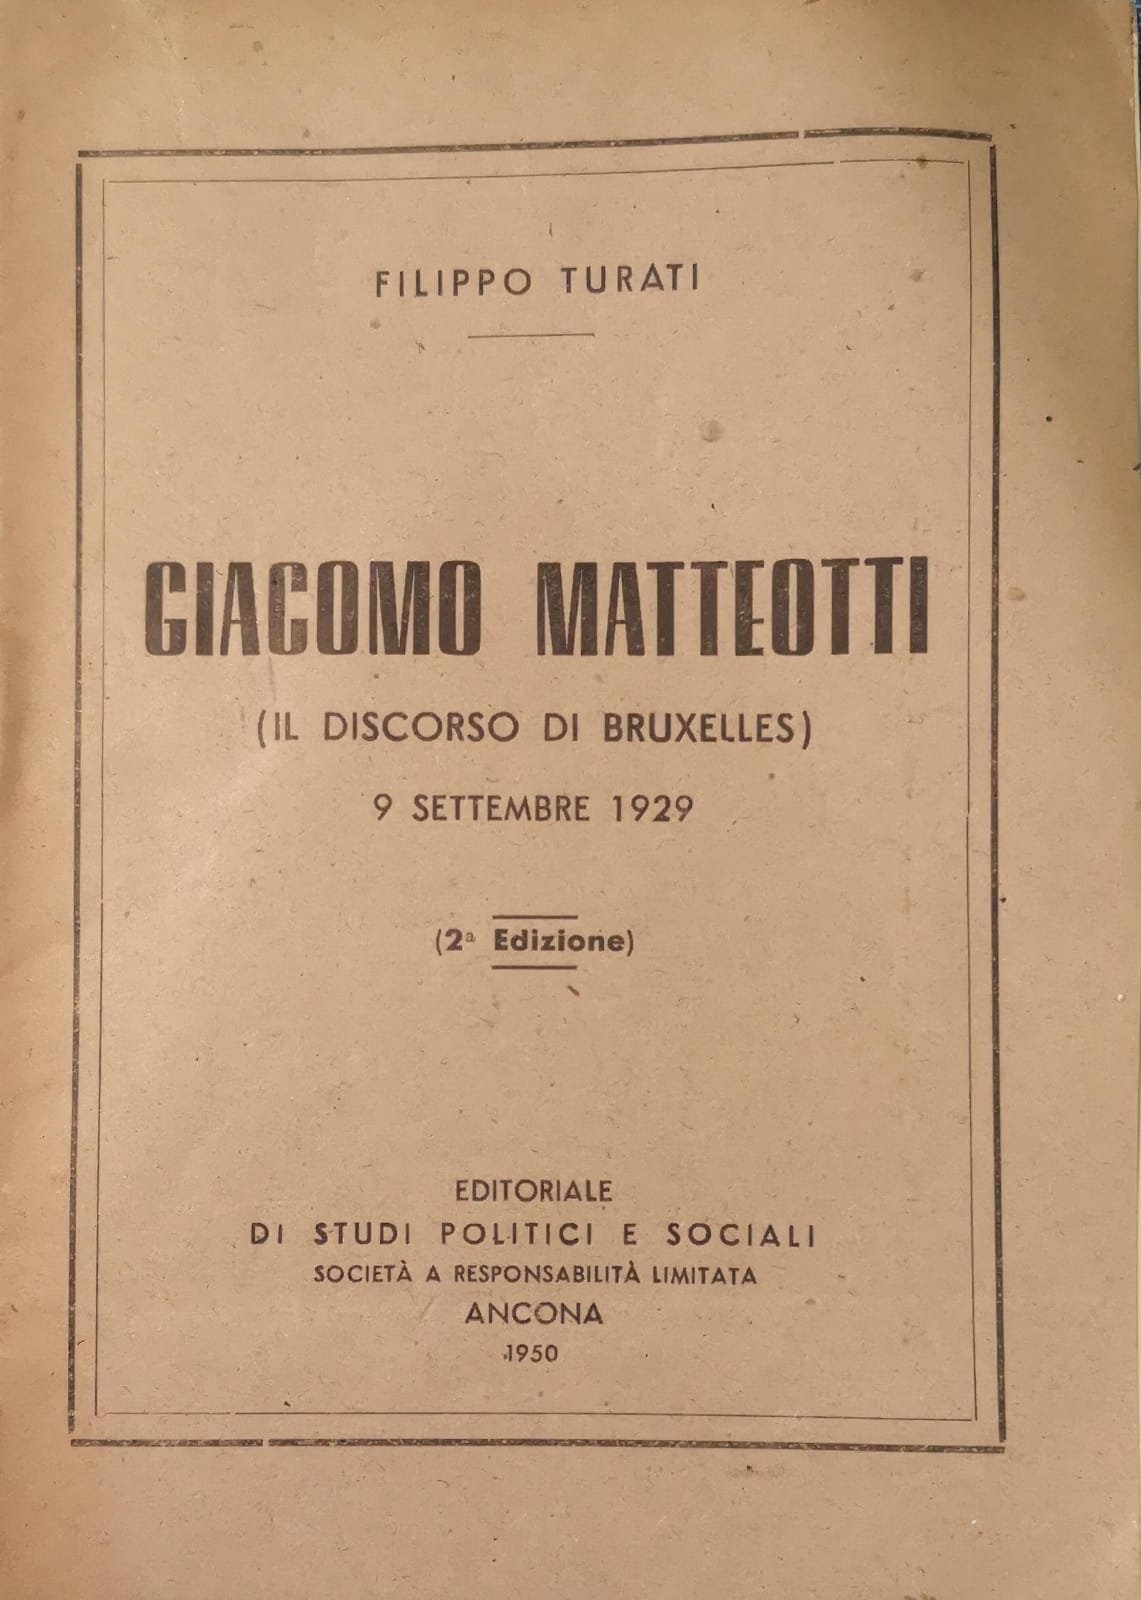 FILIPPO TURATI
GIACOMO MATTEOTTI
(IL DISCORSO DI BRUXELLES)
9 SETTEMBRE 1929
(2ª Edizione)
EDITORIALE
DI STUDI POLITICI E SOCIALI
SOCIETÀ A RESPONSABILITÀ LIMITATA
ANCONA
1950